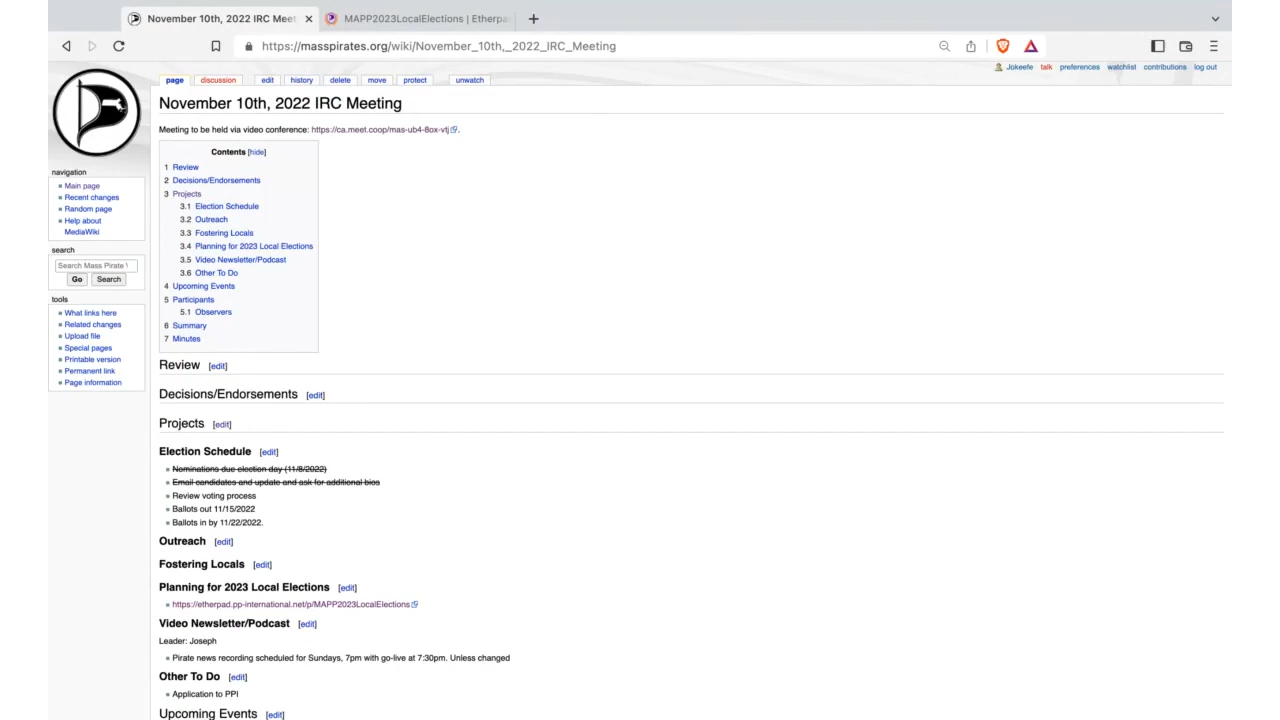 November 10th, 2022 IRC Meet
MAPP2023LocalElections | Etherpa
https://masspirates.org/wiki/November_10th,_2022_IRC_Meeting
Jokeefe talk preferences watchlist contributions log out
page discussion edit history delete move protect unwatch
November 10th, 2022 IRC Meeting
Meeting to be held via video conference: https://ca.meet.coop/mas-ub4-8ox-vtj.
Contents [hide]
1 Review
2 Decisions/Endorsements
3 Projects
3.1 Election Schedule
3.2 Outreach
3.3 Fostering Locals
3.4 Planning for 2023 Local Elections
3.5 Video Newsletter/Podcast
3.6 Other To Do
4 Upcoming Events
5 Participants
5.1 Observers
6 Summary
7 Minutes
navigation
Main page
Recent changes
Random page
Help about
MediaWiki
search
Search Mass Pirate \
Go Search
tools
What links here
Related changes
Upload file
Special pages
Printable version
Permanent link
Page information
Review [edit]
Decisions/Endorsements [edit]
Projects [edit]
Election Schedule [edit]
Nominations due election day (11/8/2022)
Email candidates and update and ask for additional bios
Review voting process
Ballots out 11/15/2022
Ballots in by 11/22/2022.
Outreach [edit]
Fostering Locals [edit]
Planning for 2023 Local Elections [edit]
https://etherpad.pp-international.net/p/MAPP2023LocalElections
Video Newsletter/Podcast [edit]
Leader: Joseph
Pirate news recording scheduled for Sundays, 7pm with go-live at 7:30pm. Unless changed
Other To Do [edit]
Application to PPI
Upcoming Events [edit]